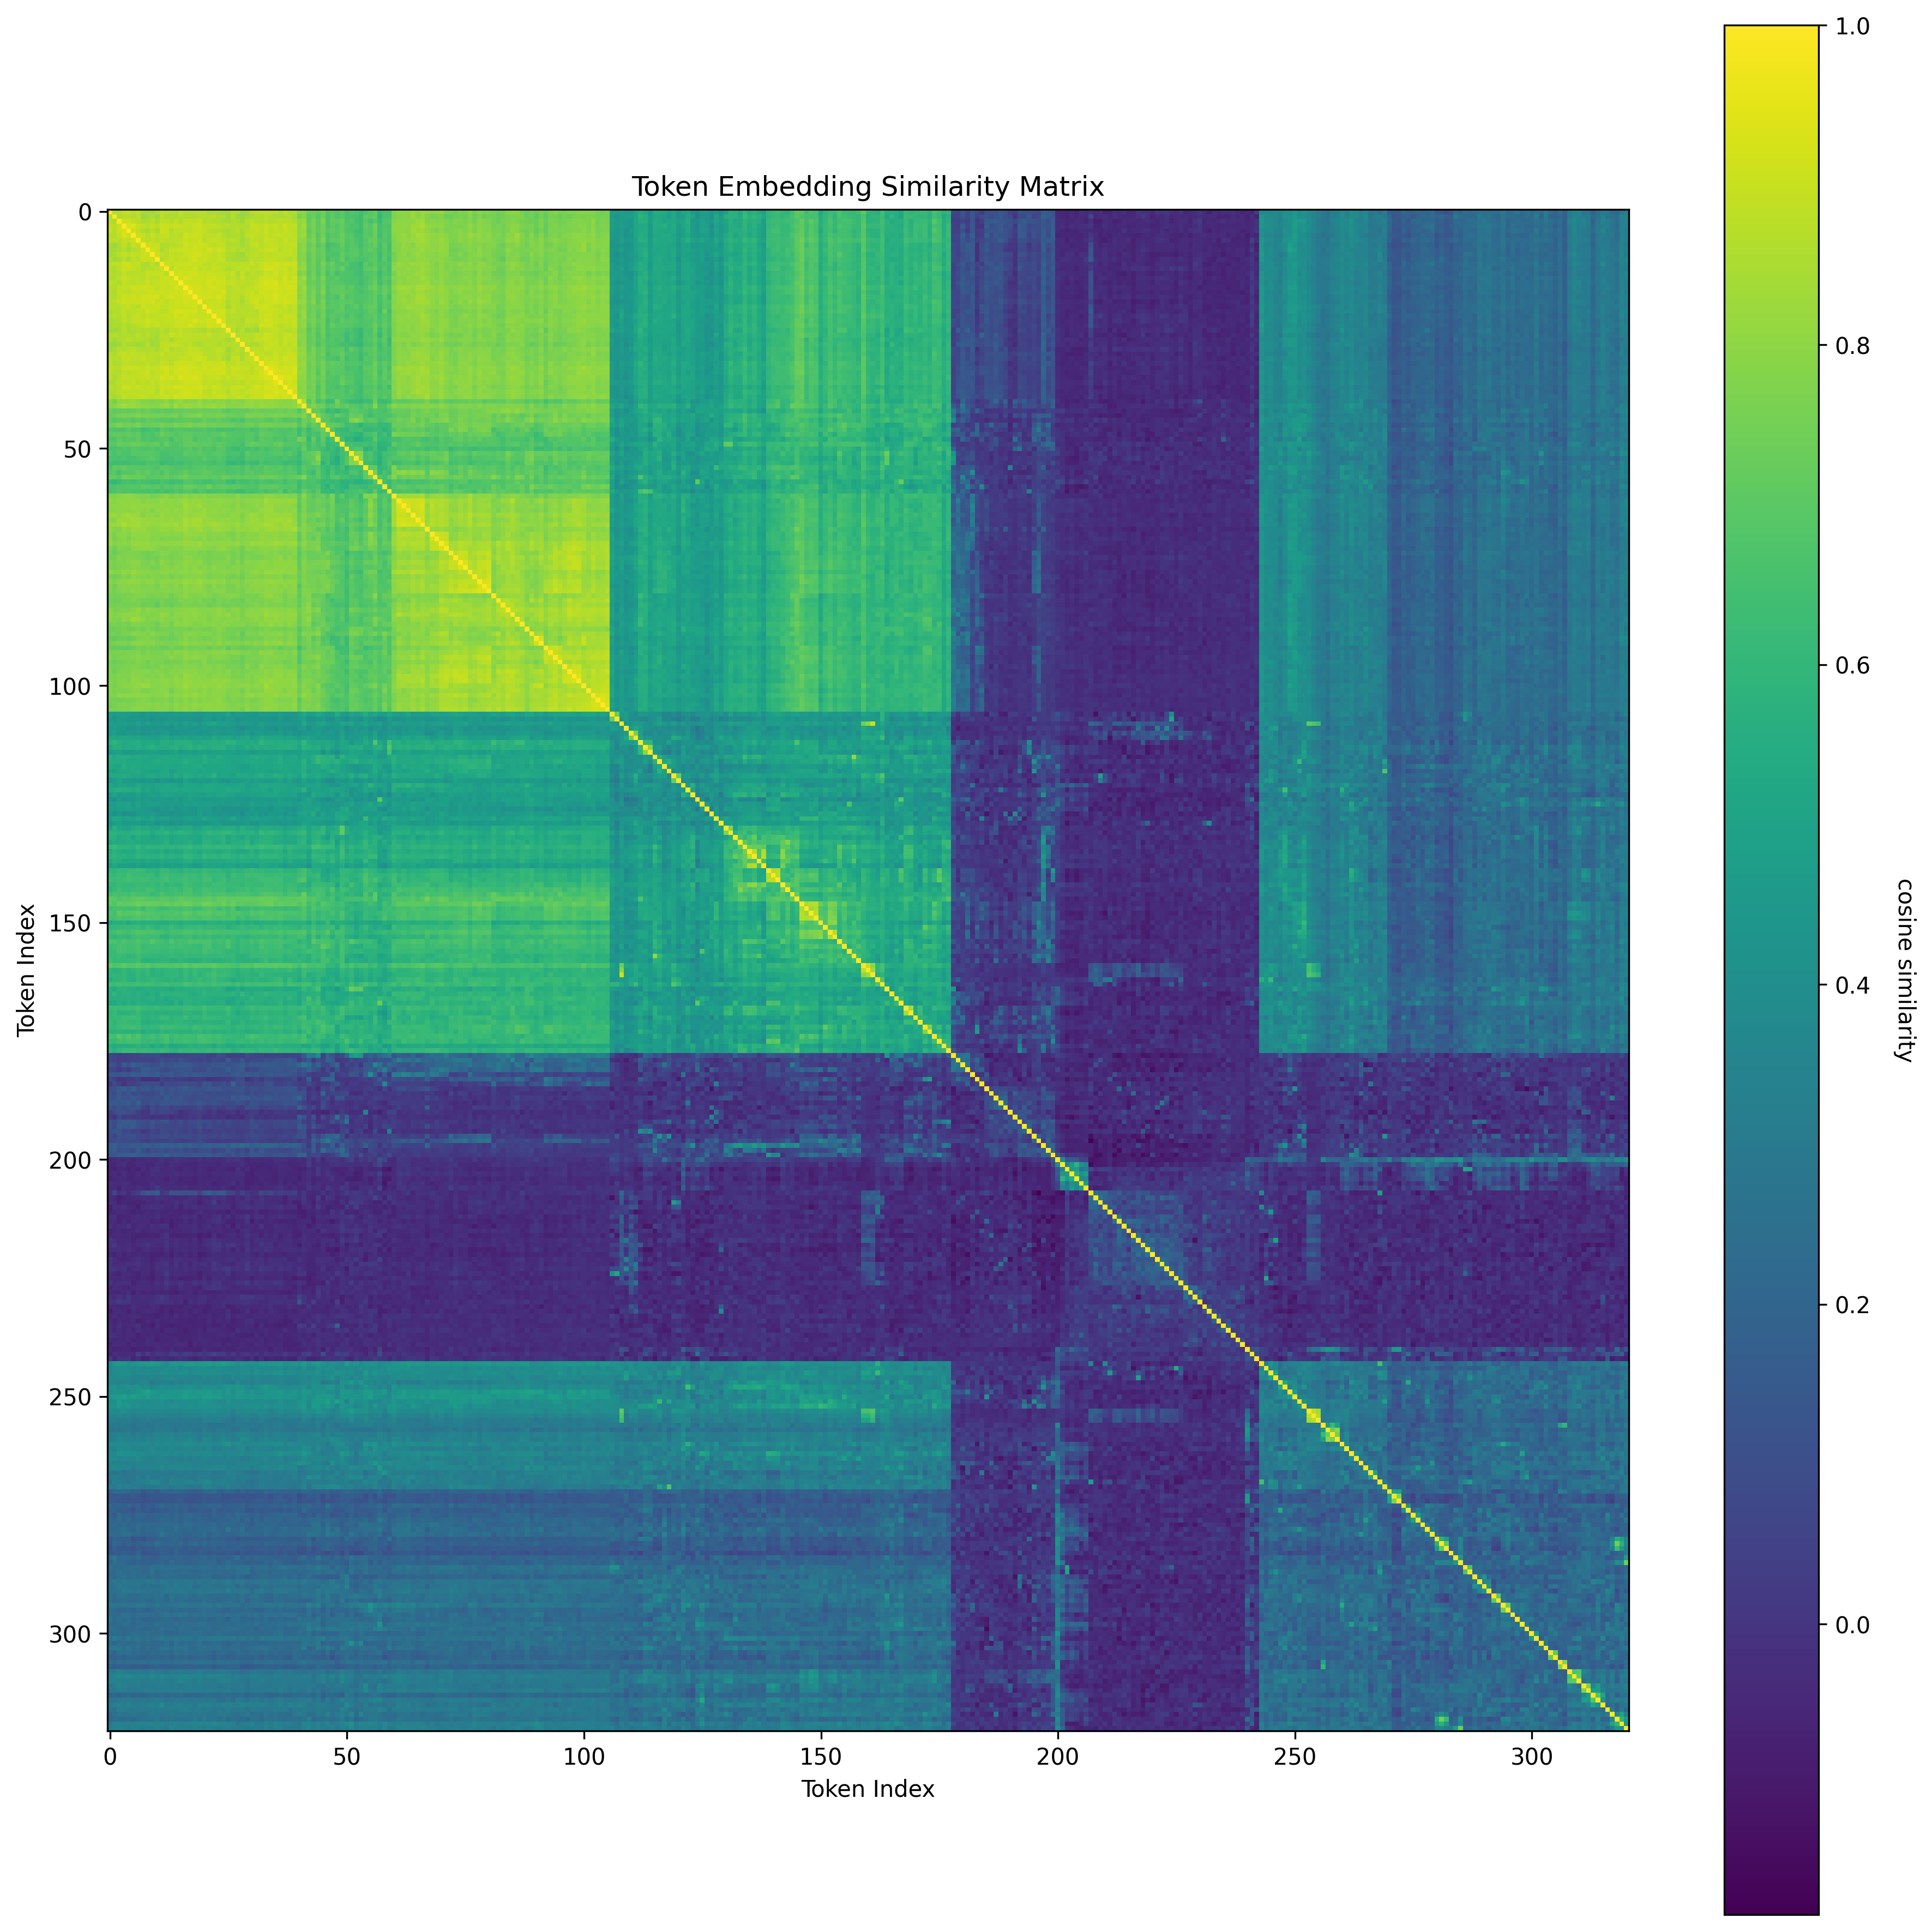 Token Embedding Similarity Matrix
1.0
0.8
0.6
0.4
0.2
0.0
cosine similarity
0
50
100
150
200
250
300
Token Index
0 50 100 150 200 250 300
Token Index